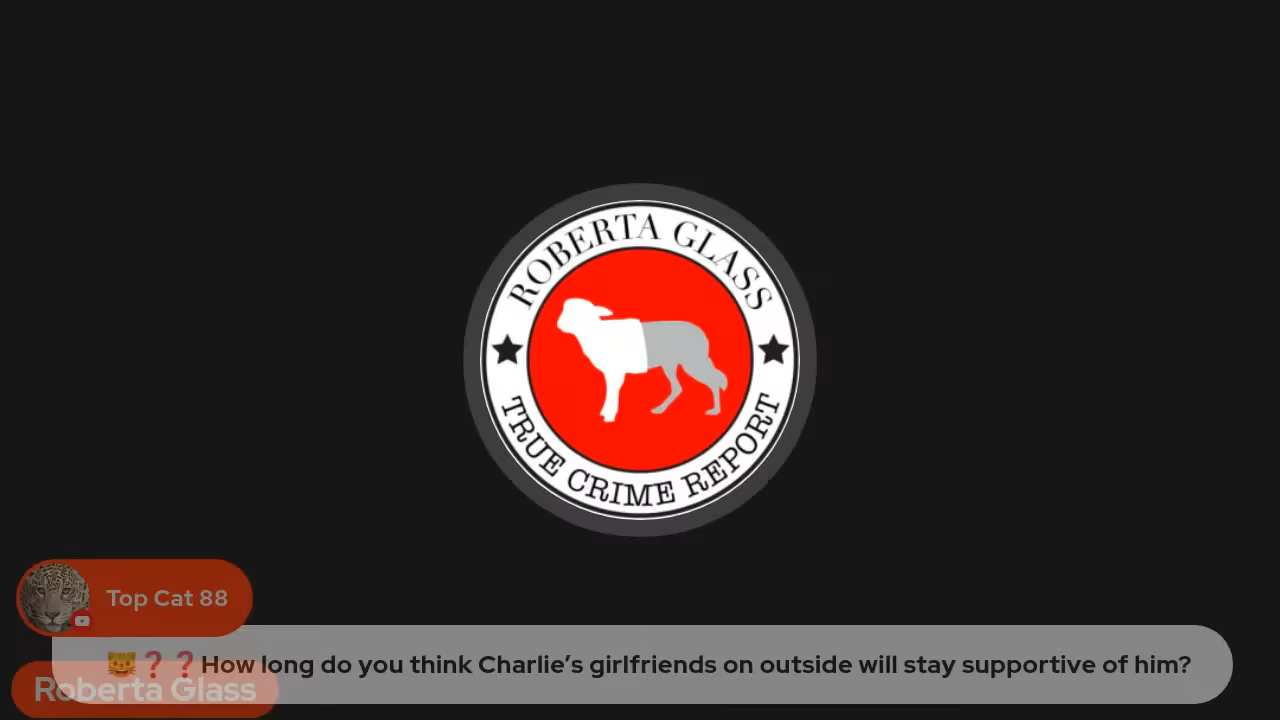 ROBERTA GLASS
TRUE CRIME REPORT
Top Cat 88
😺❓❓How long do you think Charlie’s girlfriends on outside will stay supportive of him?
Roberta Glass